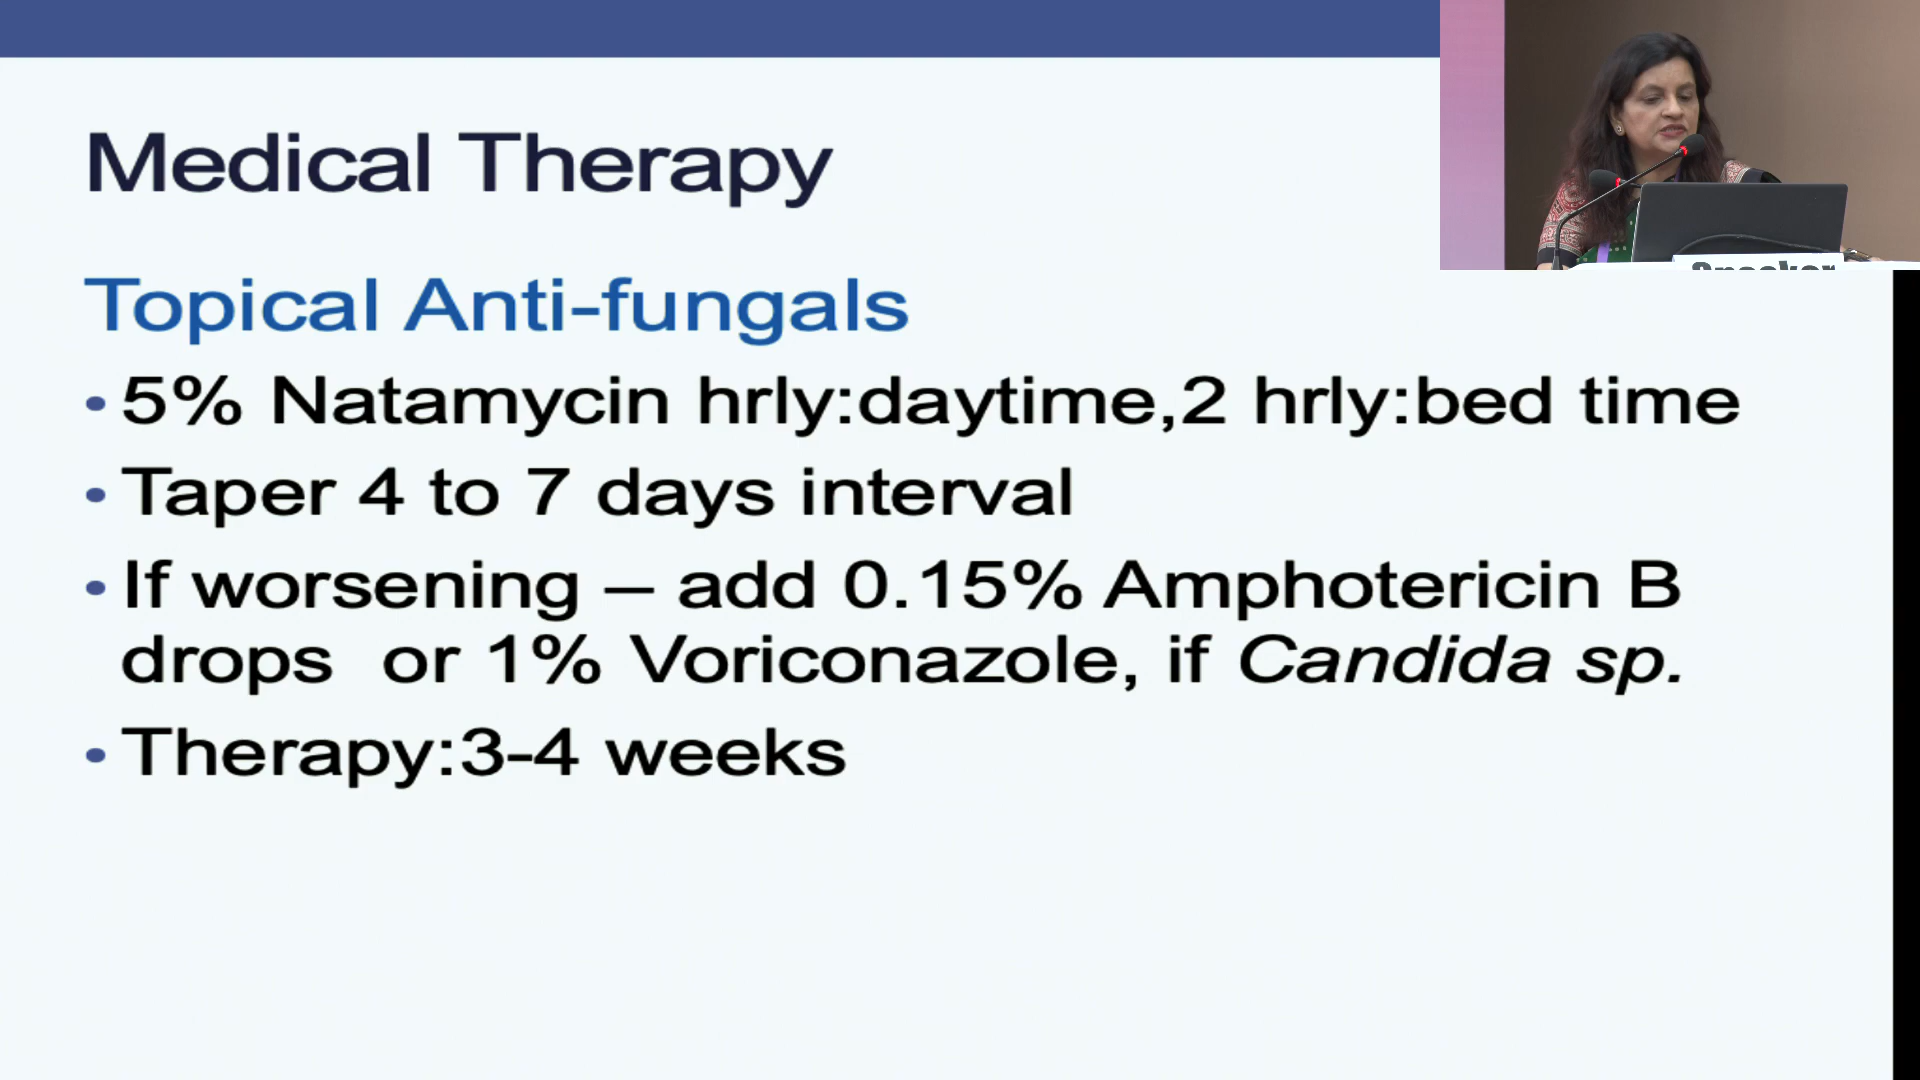 Medical Therapy
Topical Anti-fungals
• 5% Natamycin hrly:daytime,2 hrly:bed time
• Taper 4 to 7 days interval
• If worsening – add 0.15% Amphotericin B
drops or 1% Voriconazole, if Candida sp.
• Therapy:3-4 weeks
Speaker